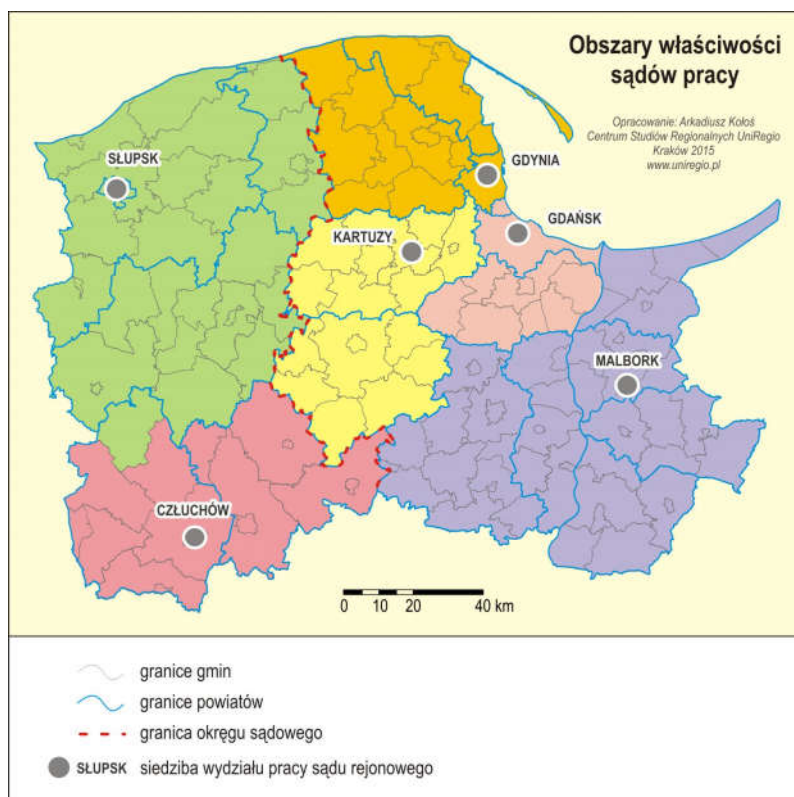 Obszary właściwości
sądów pracy
Opracowanie: Arkadiusz Kołoś
Centrum Studiów Regionalnych UniRegio
Kraków 2015
www.uniregio.pl
SŁUPSK
GDYNIA
GDAŃSK
KARTUZY
MALBORK
CZŁUCHÓW
0 10 20 40 km
granice gmin
granice powiatów
granica okręgu sądowego
SŁUPSK siedziba wydziału pracy sądu rejonowego